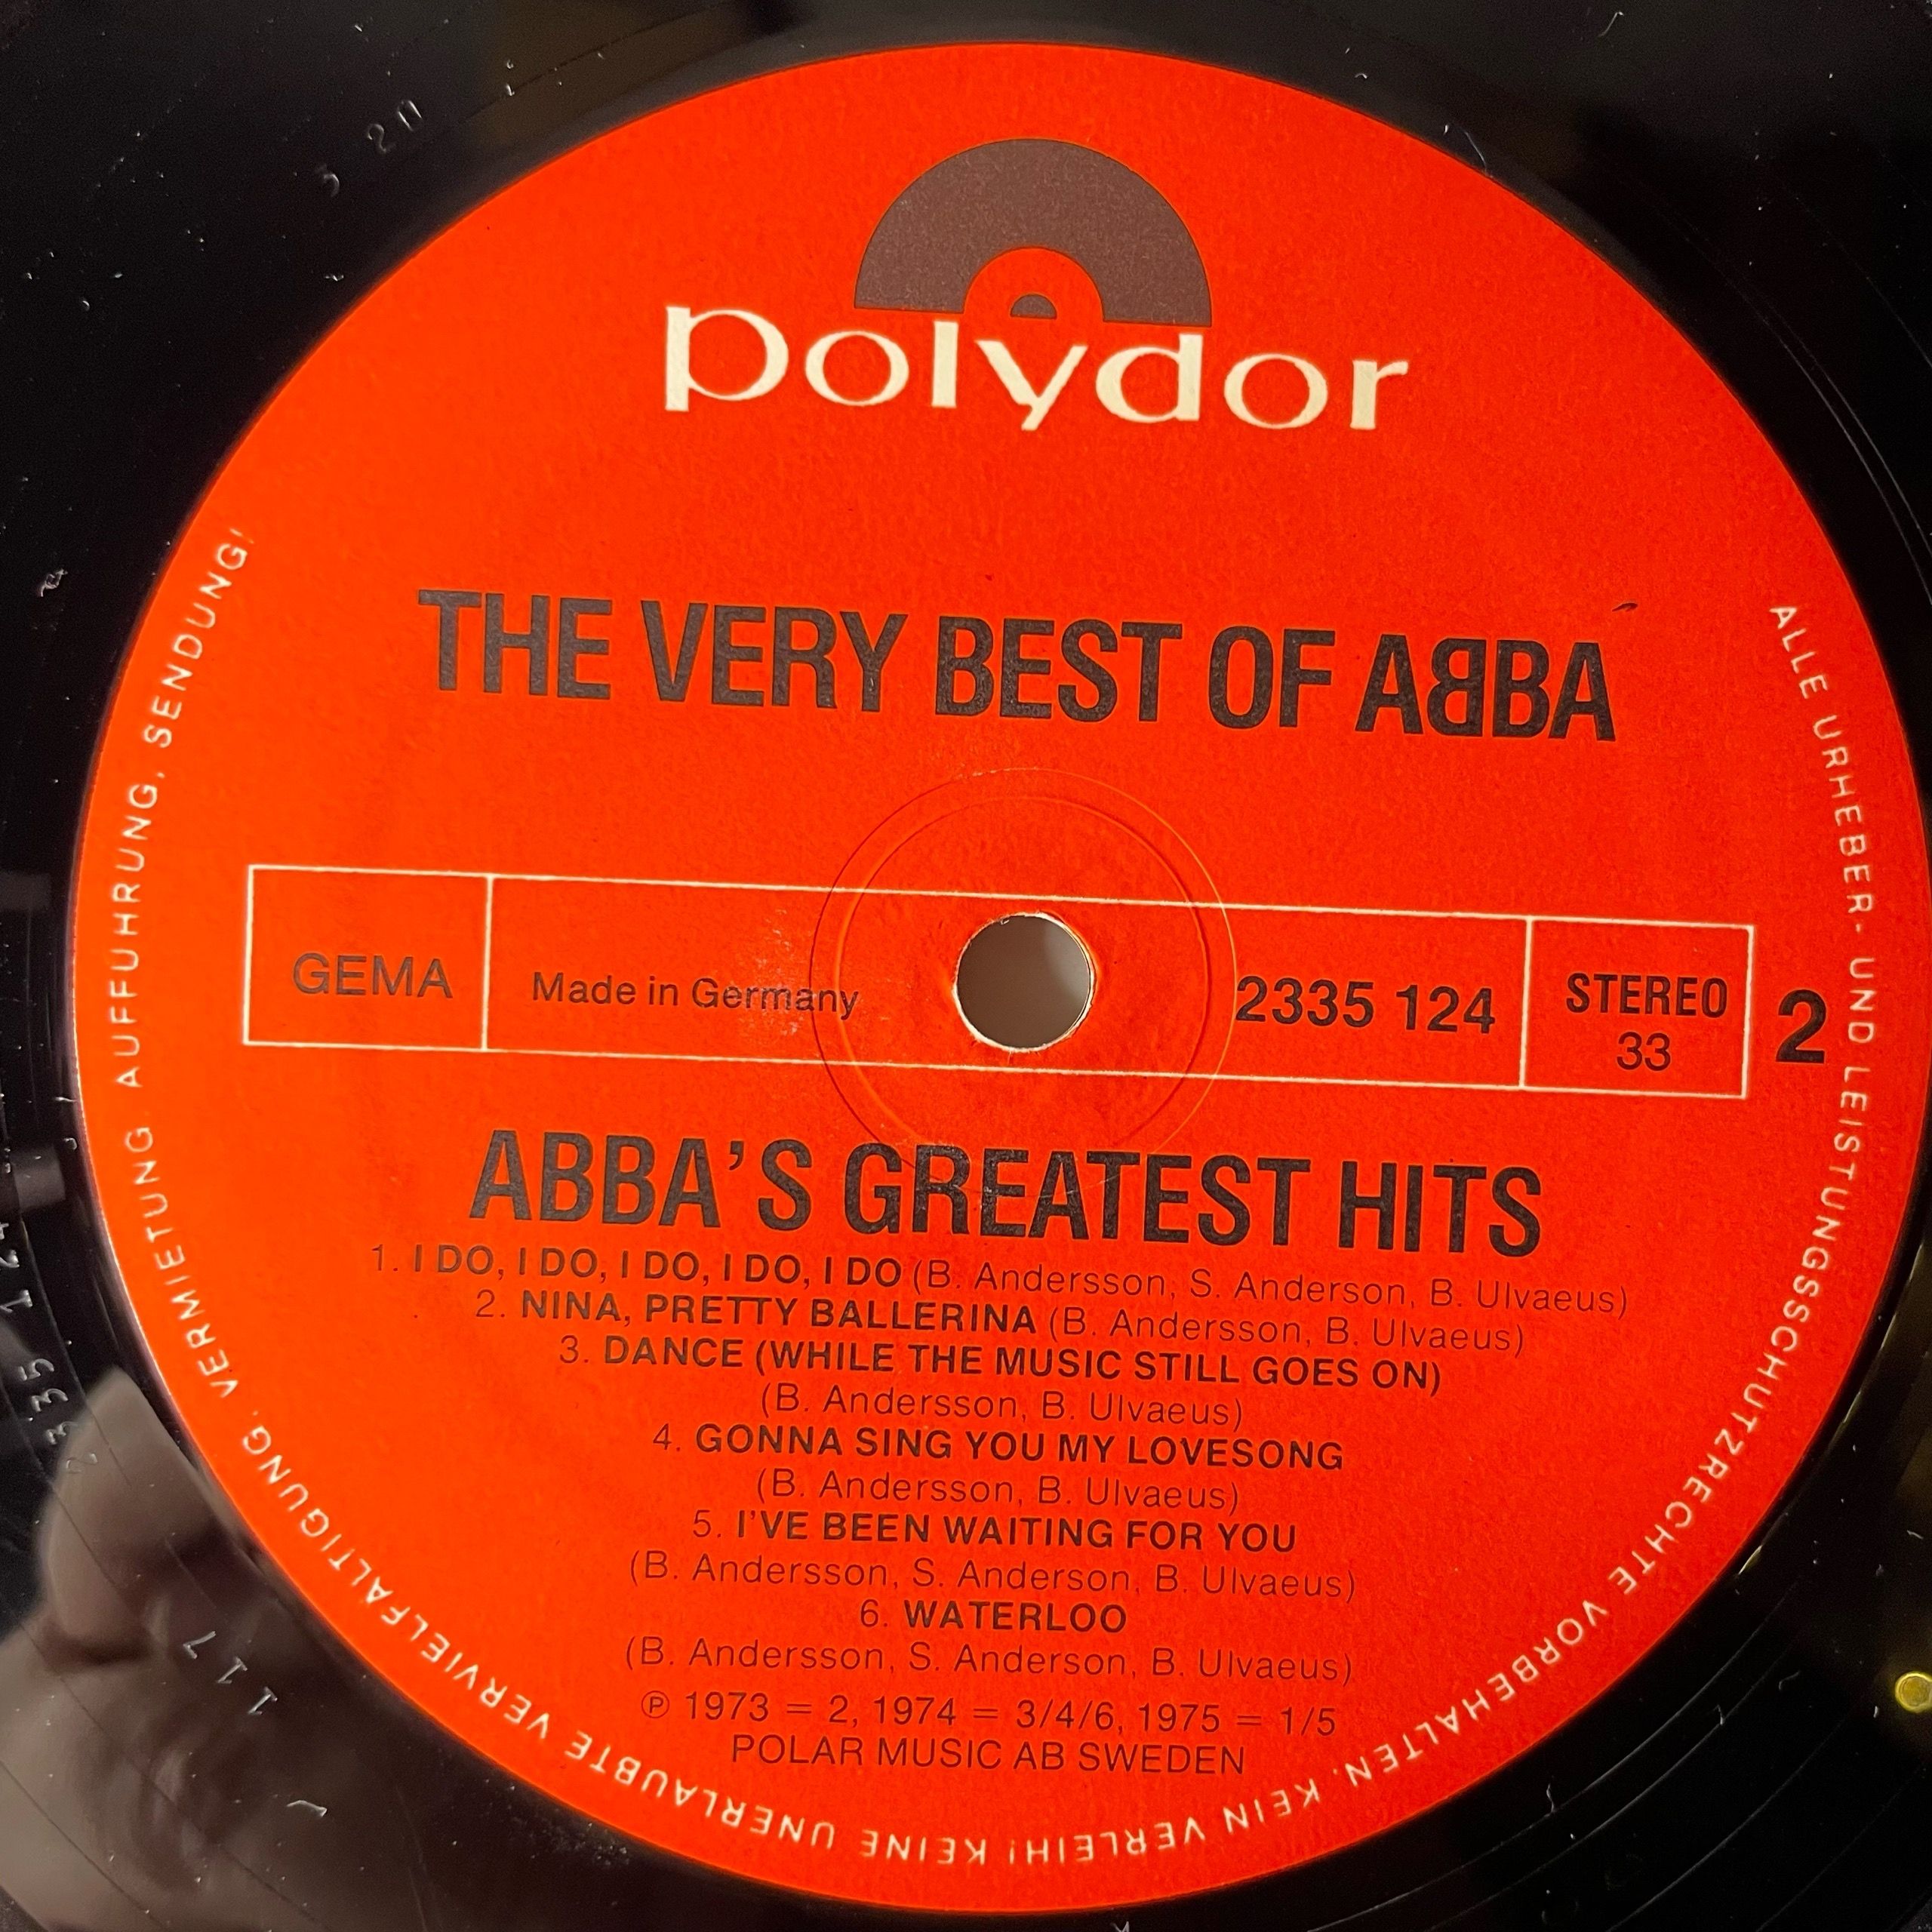 polydor
THE VERY BEST OF ABBA
GEMA
Made in Germany
2335 124
STEREO
33
2
ABBA'S GREATEST HITS
1. I DO, I DO, I DO, I DO, I DO (B. Andersson, S. Anderson, B. Ulvaeus)
2. NINA, PRETTY BALLERINA (B. Andersson, B. Ulvaeus)
3. DANCE (WHILE THE MUSIC STILL GOES ON)
(B. Andersson, B. Ulvaeus)
4. GONNA SING YOU MY LOVESONG
(B. Andersson, B. Ulvaeus)
5. I'VE BEEN WAITING FOR YOU
(B. Andersson, S. Anderson, B. Ulvaeus)
6. WATERLOO
(B. Andersson, S. Anderson, B. Ulvaeus)
℗ 1973 = 2, 1974 = 3/4/6, 1975 = 1/5
POLAR MUSIC AB SWEDEN
ALLE URHEBER- UND LEISTUNGSSCHUTZRECHTE VORBEHALTEN. KEIN VERLEIH! KEINE UNERLAUBTE VERVIELFÄLTIGUNG, VERMIETUNG. AUFFÜHRUNG, SENDUNG!
117